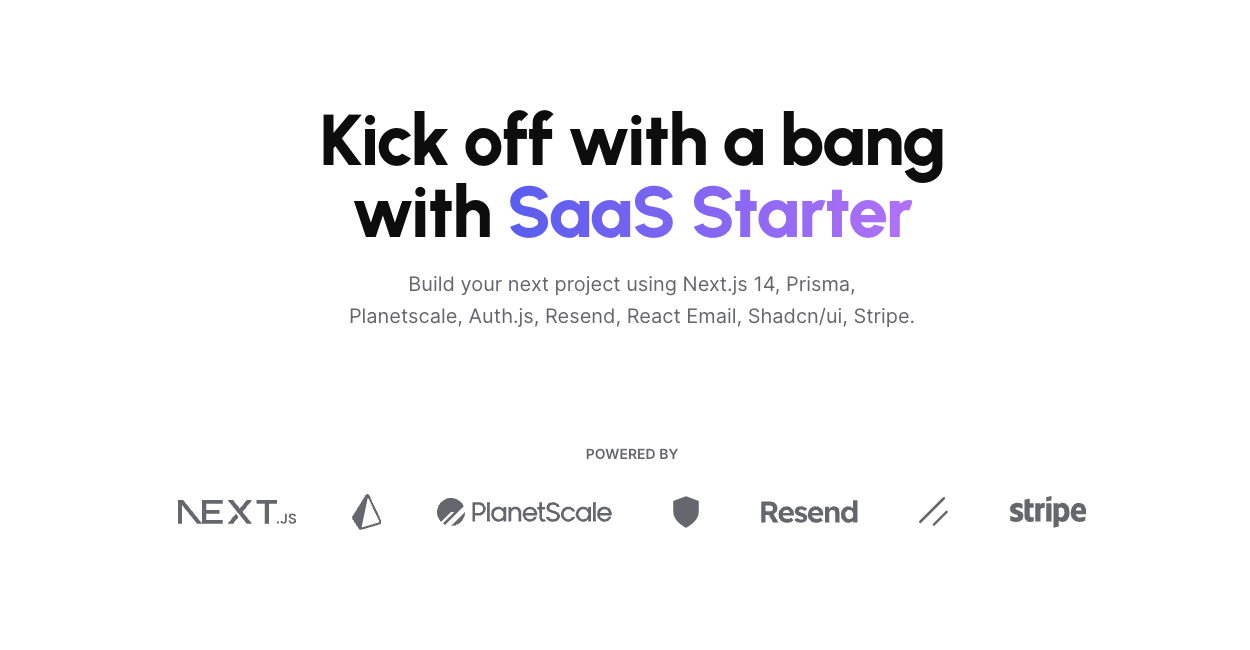 Kick off with a bang
with SaaS Starter
Build your next project using Next.js 14, Prisma,
Planetscale, Auth.js, Resend, React Email, Shadcn/ui, Stripe.
POWERED BY
NEXT.JS PlanetScale Resend stripe